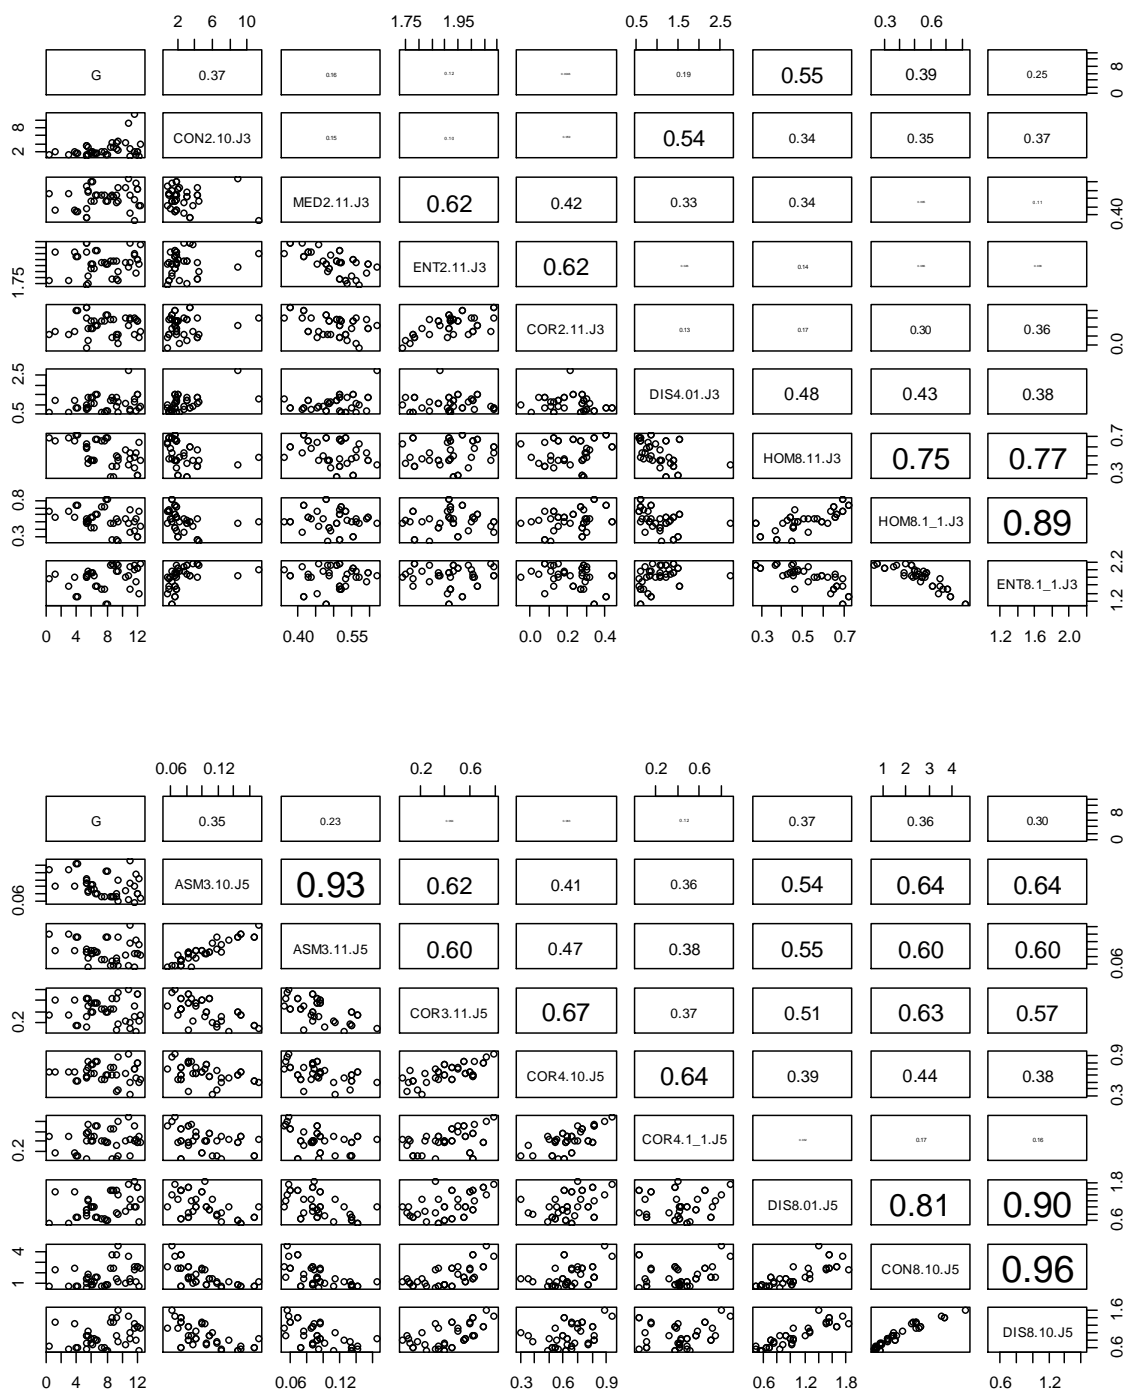 2 6 10 1.75 1.95 0.5 1.5 2.5 0.3 0.6
G 0.37 0.16 0.12 0.19 0.55 0.39 0.25 0 8
2 8 CON2.10.J3 0.15 0.10 0.54 0.34 0.35 0.37
MED2.11.J3 0.62 0.42 0.33 0.34 0.11 0.40
1.75 ENT2.11.J3 0.62 0.14
COR2.11.J3 0.13 0.17 0.30 0.36 0.0
0.5 2.5 DIS4.01.J3 0.48 0.43 0.38
HOM8.11.J3 0.75 0.77 0.3 0.7
0.3 0.8 HOM8.1_1.J3 0.89
ENT8.1_1.J3 1.2 2.2
0 4 8 12 0.40 0.55 0.0 0.2 0.4 0.3 0.5 0.7 1.2 1.6 2.0
0.06 0.12 0.2 0.6 0.2 0.6 1 2 3 4
G 0.35 0.23 0.12 0.37 0.36 0.30 0 8
0.06 ASM3.10.J5 0.93 0.62 0.41 0.36 0.54 0.64 0.64
ASM3.11.J5 0.60 0.47 0.38 0.55 0.60 0.60 0.06
0.2 COR3.11.J5 0.67 0.37 0.51 0.63 0.57
COR4.10.J5 0.64 0.39 0.44 0.38 0.3 0.9
0.2 COR4.1_1.J5 0.17 0.16
DIS8.01.J5 0.81 0.90 0.6 1.8
1 4 CON8.10.J5 0.96
DIS8.10.J5 0.6 1.6
0 4 8 12 0.06 0.12 0.3 0.6 0.9 0.6 1.2 1.8 0.6 1.2